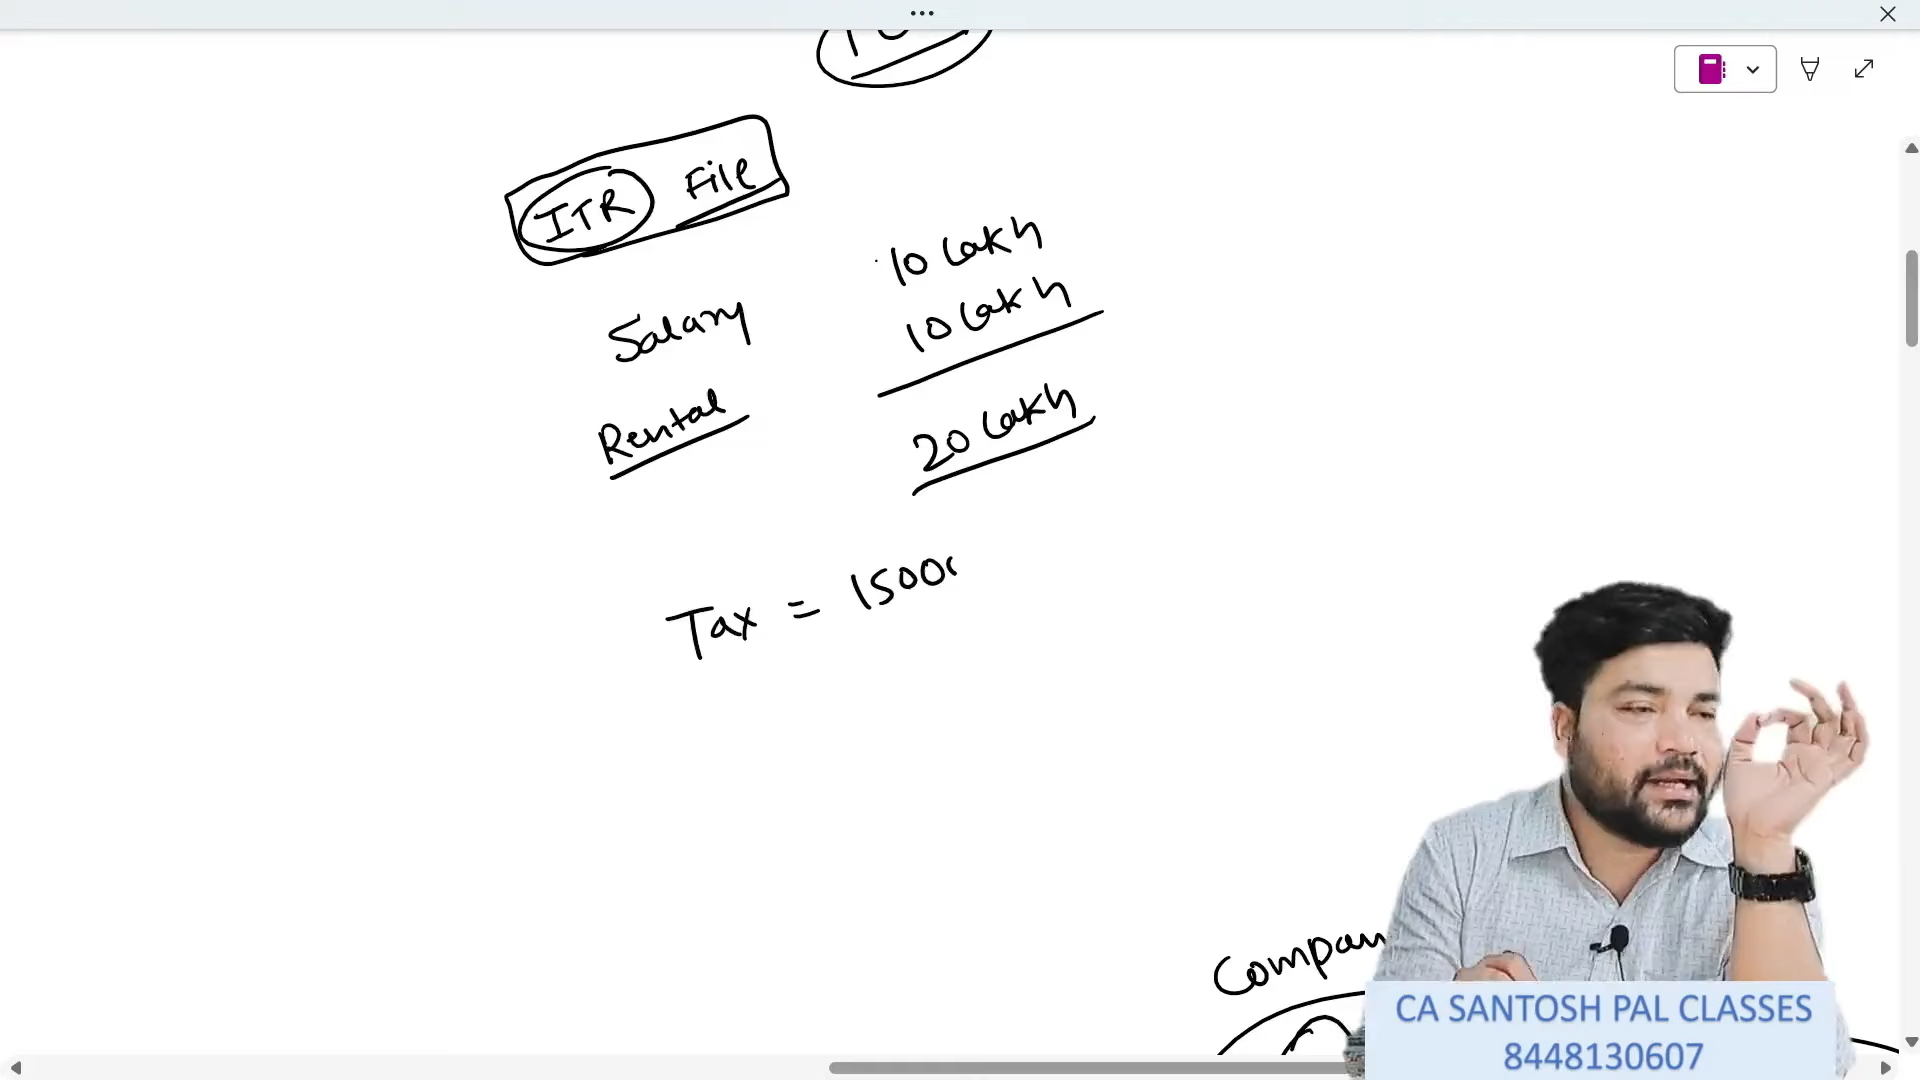 ITR File
Salary 10 Lakh
Rental 10 Lakh
20 Lakh
Tax = 1500
Compan
CA SANTOSH PAL CLASSES
8448130607